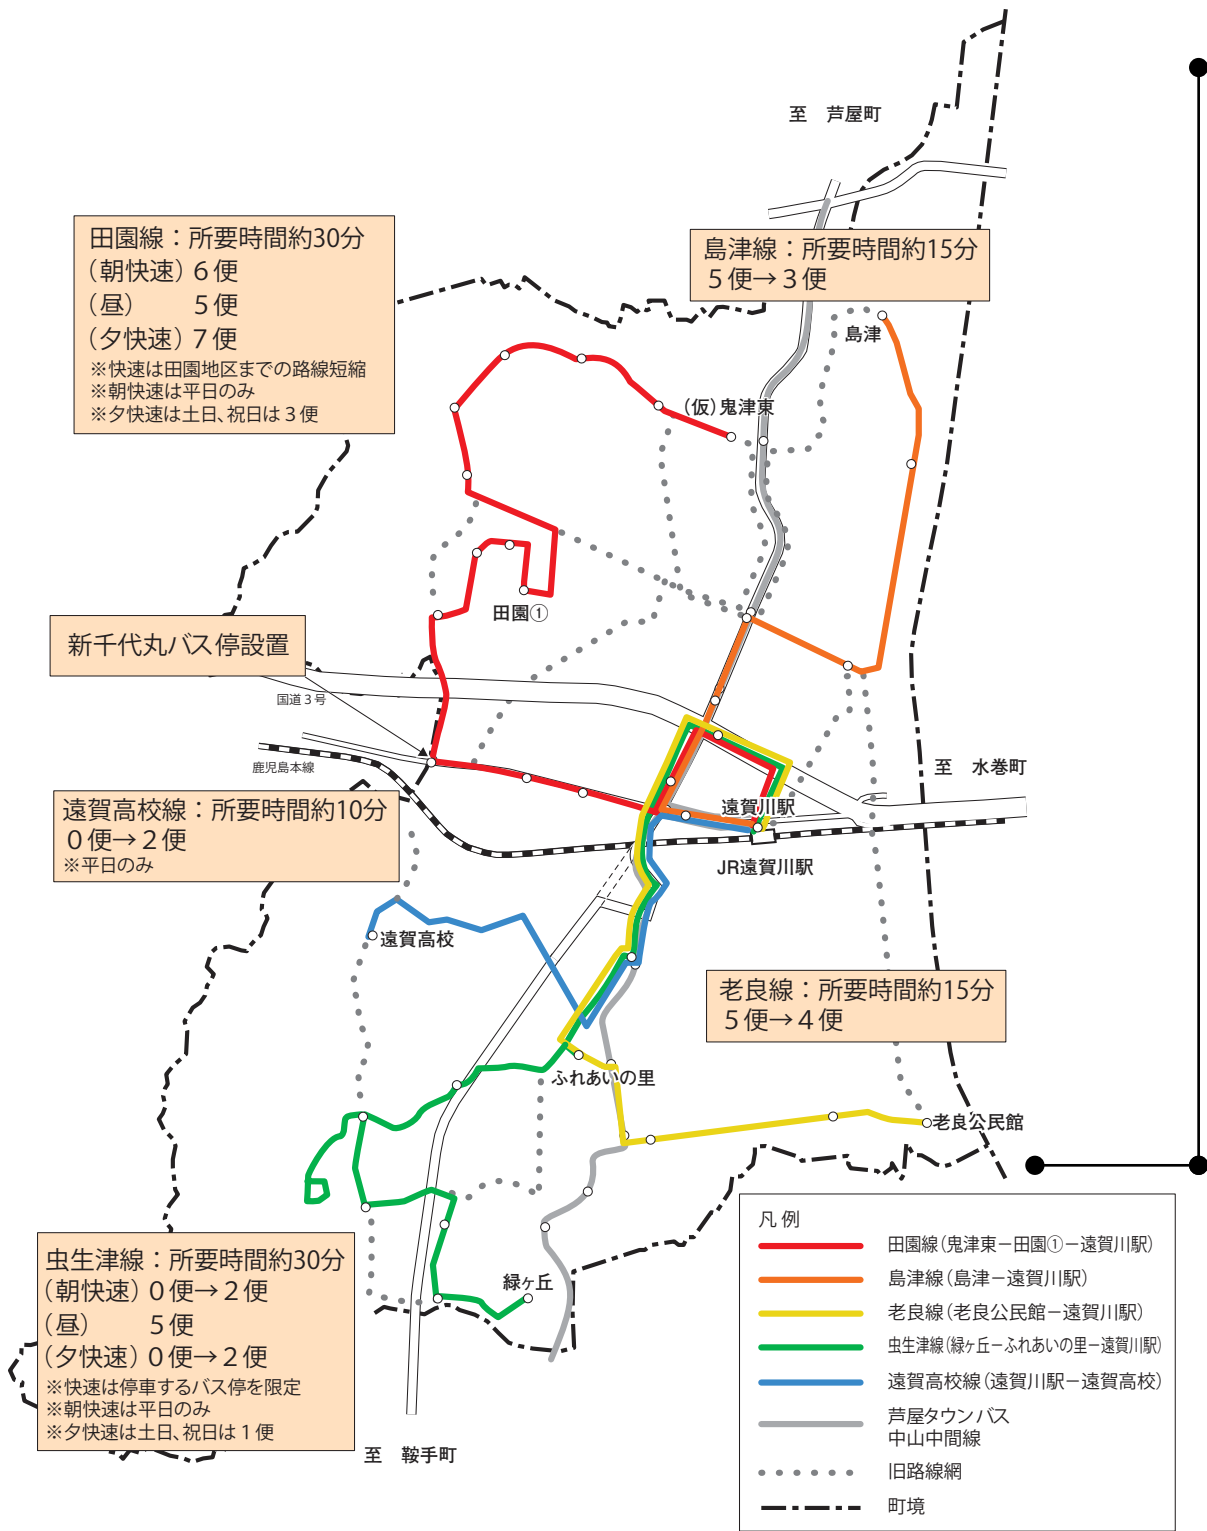 至　芦屋町
田園線：所要時間約30分
（朝快速）６便
（昼）　　５便
（夕快速）７便
※快速は田園地区までの路線短縮
※朝快速は平日のみ
※夕快速は土日、祝日は３便
島津線：所要時間約15分
５便→３便
島津
（仮）鬼津東
田園①
新千代丸バス停設置
国道３号
鹿児島本線
至　水巻町
遠賀川駅
JR遠賀川駅
遠賀高校線：所要時間約10分
０便→２便
※平日のみ
遠賀高校
老良線：所要時間約15分
５便→４便
ふれあいの里
老良公民館
虫生津線：所要時間約30分
（朝快速）０便→２便
（昼）　　５便
（夕快速）０便→２便
※快速は停車するバス停を限定
※朝快速は平日のみ
※夕快速は土日、祝日は１便
緑ヶ丘
至　鞍手町
凡例
田園線（鬼津東－田園①－遠賀川駅）
島津線（島津－遠賀川駅）
老良線（老良公民館－遠賀川駅）
虫生津線（緑ヶ丘－ふれあいの里－遠賀川駅）
遠賀高校線（遠賀川駅－遠賀高校）
芦屋タウンバス
中山中間線
旧路線網
町境